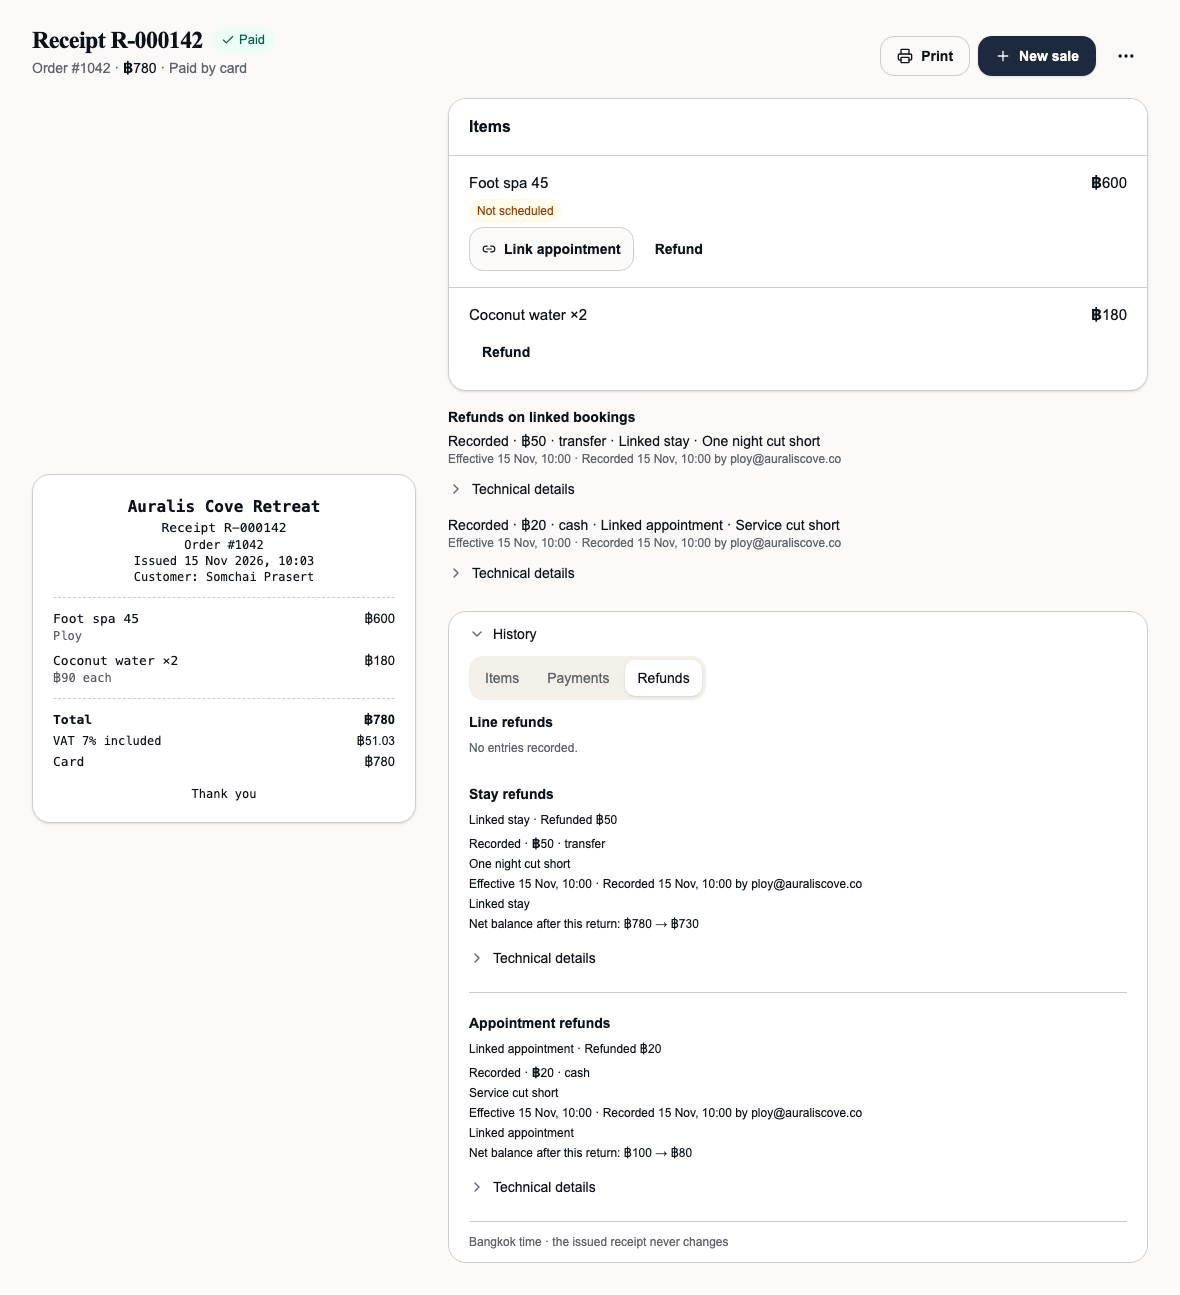 Receipt R-000142
Paid
Order #1042 · ฿780 · Paid by card
Print
New sale
Items
Foot spa 45
฿600
Not scheduled
Link appointment
Refund
Coconut water ×2
฿180
Refund
Refunds on linked bookings
Recorded · ฿50 · transfer · Linked stay · One night cut short
Effective 15 Nov, 10:00 · Recorded 15 Nov, 10:00 by ploy@auraliscove.co
Technical details
Recorded · ฿20 · cash · Linked appointment · Service cut short
Effective 15 Nov, 10:00 · Recorded 15 Nov, 10:00 by ploy@auraliscove.co
Technical details
Auralis Cove Retreat
Receipt R-000142
Order #1042
Issued 15 Nov 2026, 10:03
Customer: Somchai Prasert
Foot spa 45 ฿600
Ploy
Coconut water ×2 ฿180
฿90 each
Total ฿780
VAT 7% included ฿51.03
Card ฿780
Thank you
History
Items Payments Refunds
Line refunds
No entries recorded.
Stay refunds
Linked stay · Refunded ฿50
Recorded · ฿50 · transfer
One night cut short
Effective 15 Nov, 10:00 · Recorded 15 Nov, 10:00 by ploy@auraliscove.co
Linked stay
Net balance after this return: ฿780 → ฿730
Technical details
Appointment refunds
Linked appointment · Refunded ฿20
Recorded · ฿20 · cash
Service cut short
Effective 15 Nov, 10:00 · Recorded 15 Nov, 10:00 by ploy@auraliscove.co
Linked appointment
Net balance after this return: ฿100 → ฿80
Technical details
Bangkok time · the issued receipt never changes